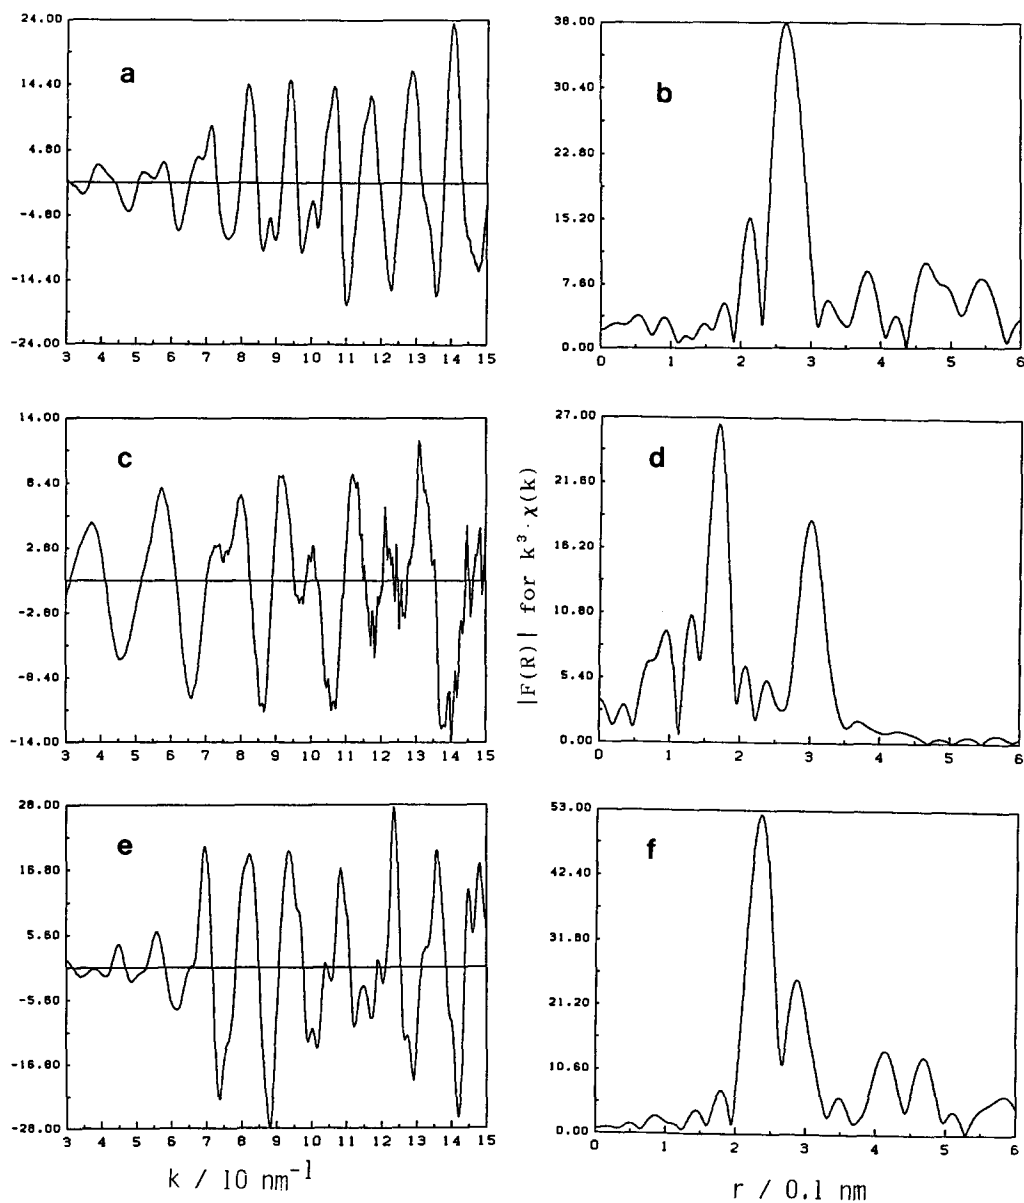 24.00
14.40
4.80
-4.80
-14.40
-24.00
a
3 4 5 6 7 8 9 10 11 12 13 14 15
38.00
30.40
22.80
15.20
7.60
0.00
b
0 1 2 3 4 5 6
14.00
8.40
2.80
-2.80
-8.40
-14.00
c
3 4 5 6 7 8 9 10 11 12 13 14 15
|F(R)| for k³·χ(k)
27.00
21.60
16.20
10.80
5.40
0.00
d
0 1 2 3 4 5 6
28.00
16.80
5.60
-5.60
-16.80
-28.00
e
3 4 5 6 7 8 9 10 11 12 13 14 15
k / 10 nm⁻¹
53.00
42.40
31.80
21.20
10.60
0.00
f
0 1 2 3 4 5 6
r / 0.1 nm